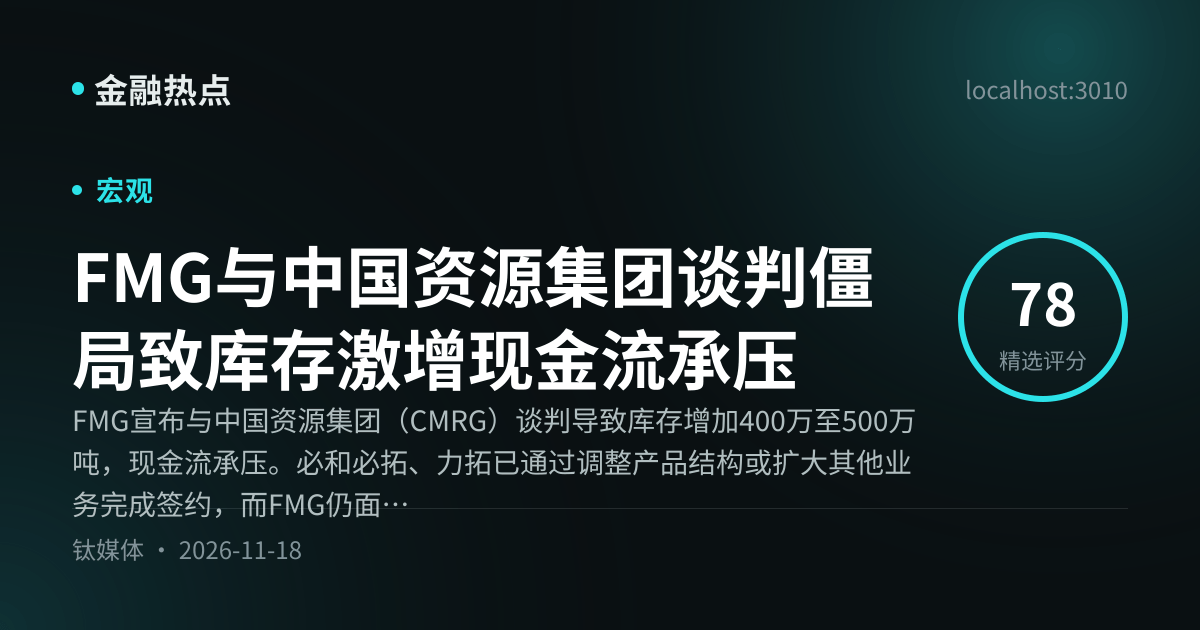 金融热点
localhost:3010
宏观
FMG与中国资源集团谈判僵
局致库存激增现金流承压
78
精选评分
FMG宣布与中国资源集团（CMRG）谈判导致库存增加400万至500万
吨，现金流承压。必和必拓、力拓已通过调整产品结构或扩大其他业
务完成签约，而FMG仍面…
钛媒体 · 2026-11-18